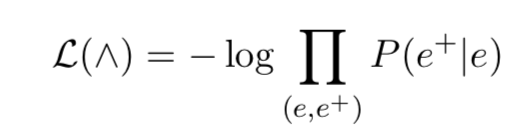 ℒ(∧) = − log ∏_{(e,e⁺)} P(e⁺|e)